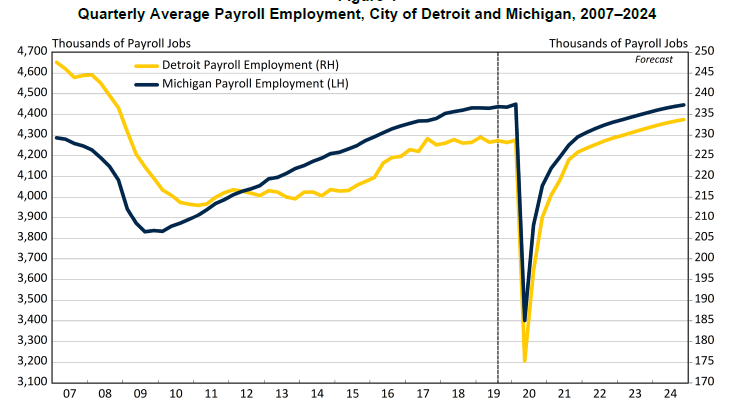 Quarterly Average Payroll Employment, City of Detroit and Michigan, 2007–2024
Thousands of Payroll Jobs Thousands of Payroll Jobs
4,700 250
Forecast
Detroit Payroll Employment (RH)
4,600 245
Michigan Payroll Employment (LH)
4,500 240
4,400 235
4,300 230
4,200 225
4,100 220
4,000 215
3,900 210
3,800 205
3,700 200
3,600 195
3,500 190
3,400 185
3,300 180
3,200 175
3,100 170
07 08 09 10 11 12 13 14 15 16 17 18 19 20 21 22 23 24